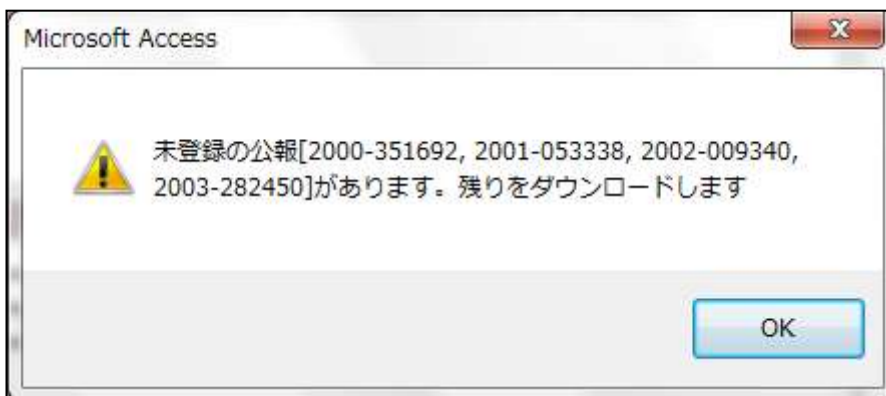 Microsoft Access
未登録の公報[2000-351692, 2001-053338, 2002-009340,
2003-282450]があります。残りをダウンロードします
OK